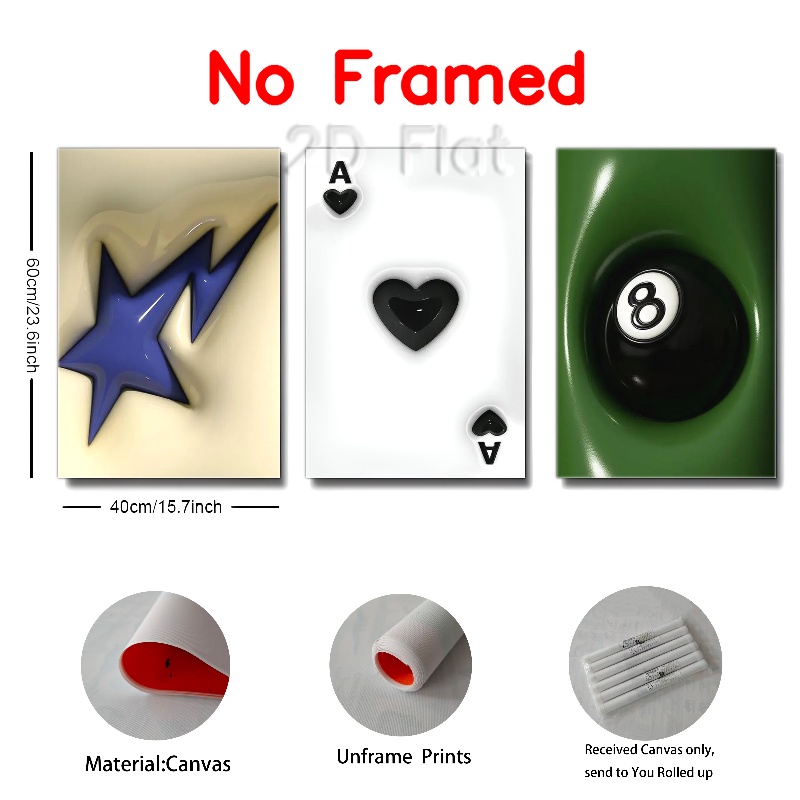 No Framed
2D Flat
A
8
A
60cm/23.6inch
40cm/15.7inch
Material:Canvas
Unframe Prints
Received Canvas only,
send to You Rolled up